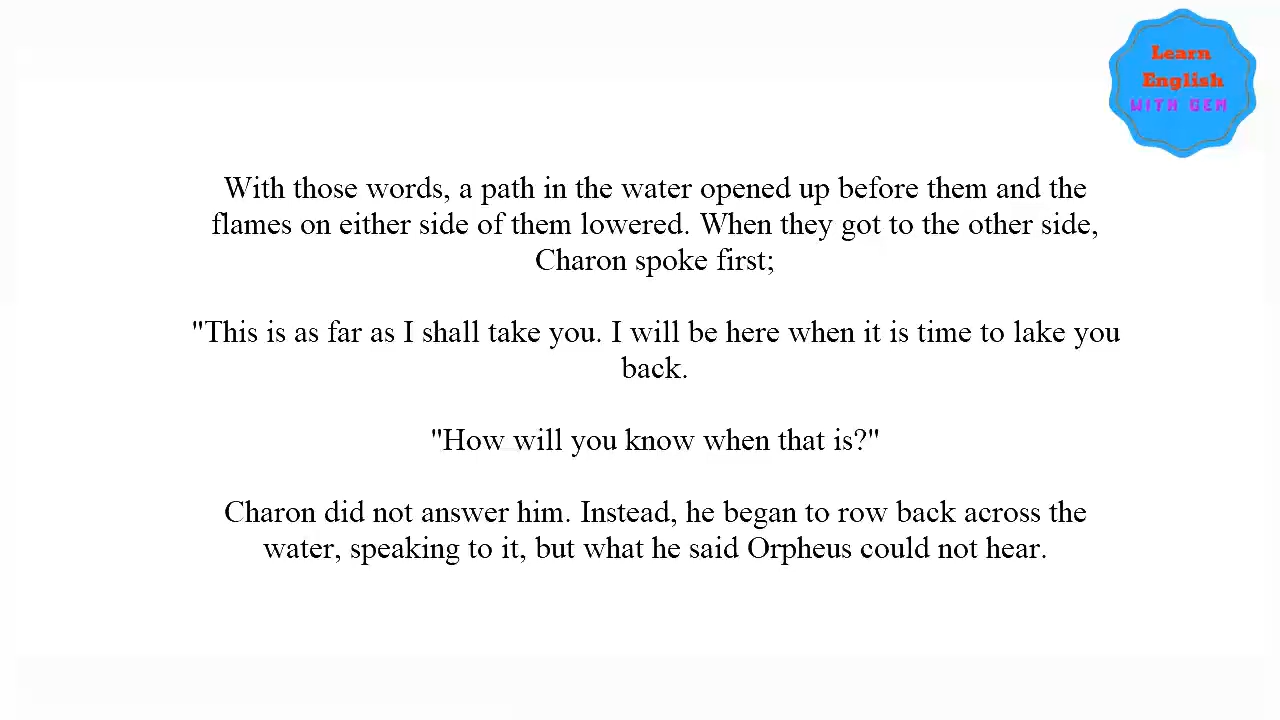 Learn
English
WITH GEM
With those words, a path in the water opened up before them and the
flames on either side of them lowered. When they got to the other side,
Charon spoke first;
"This is as far as I shall take you. I will be here when it is time to lake you
back.
"How will you know when that is?"
Charon did not answer him. Instead, he began to row back across the
water, speaking to it, but what he said Orpheus could not hear.